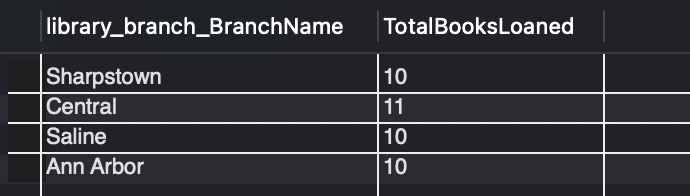 library_branch_BranchName TotalBooksLoaned
Sharpstown 10
Central 11
Saline 10
Ann Arbor 10